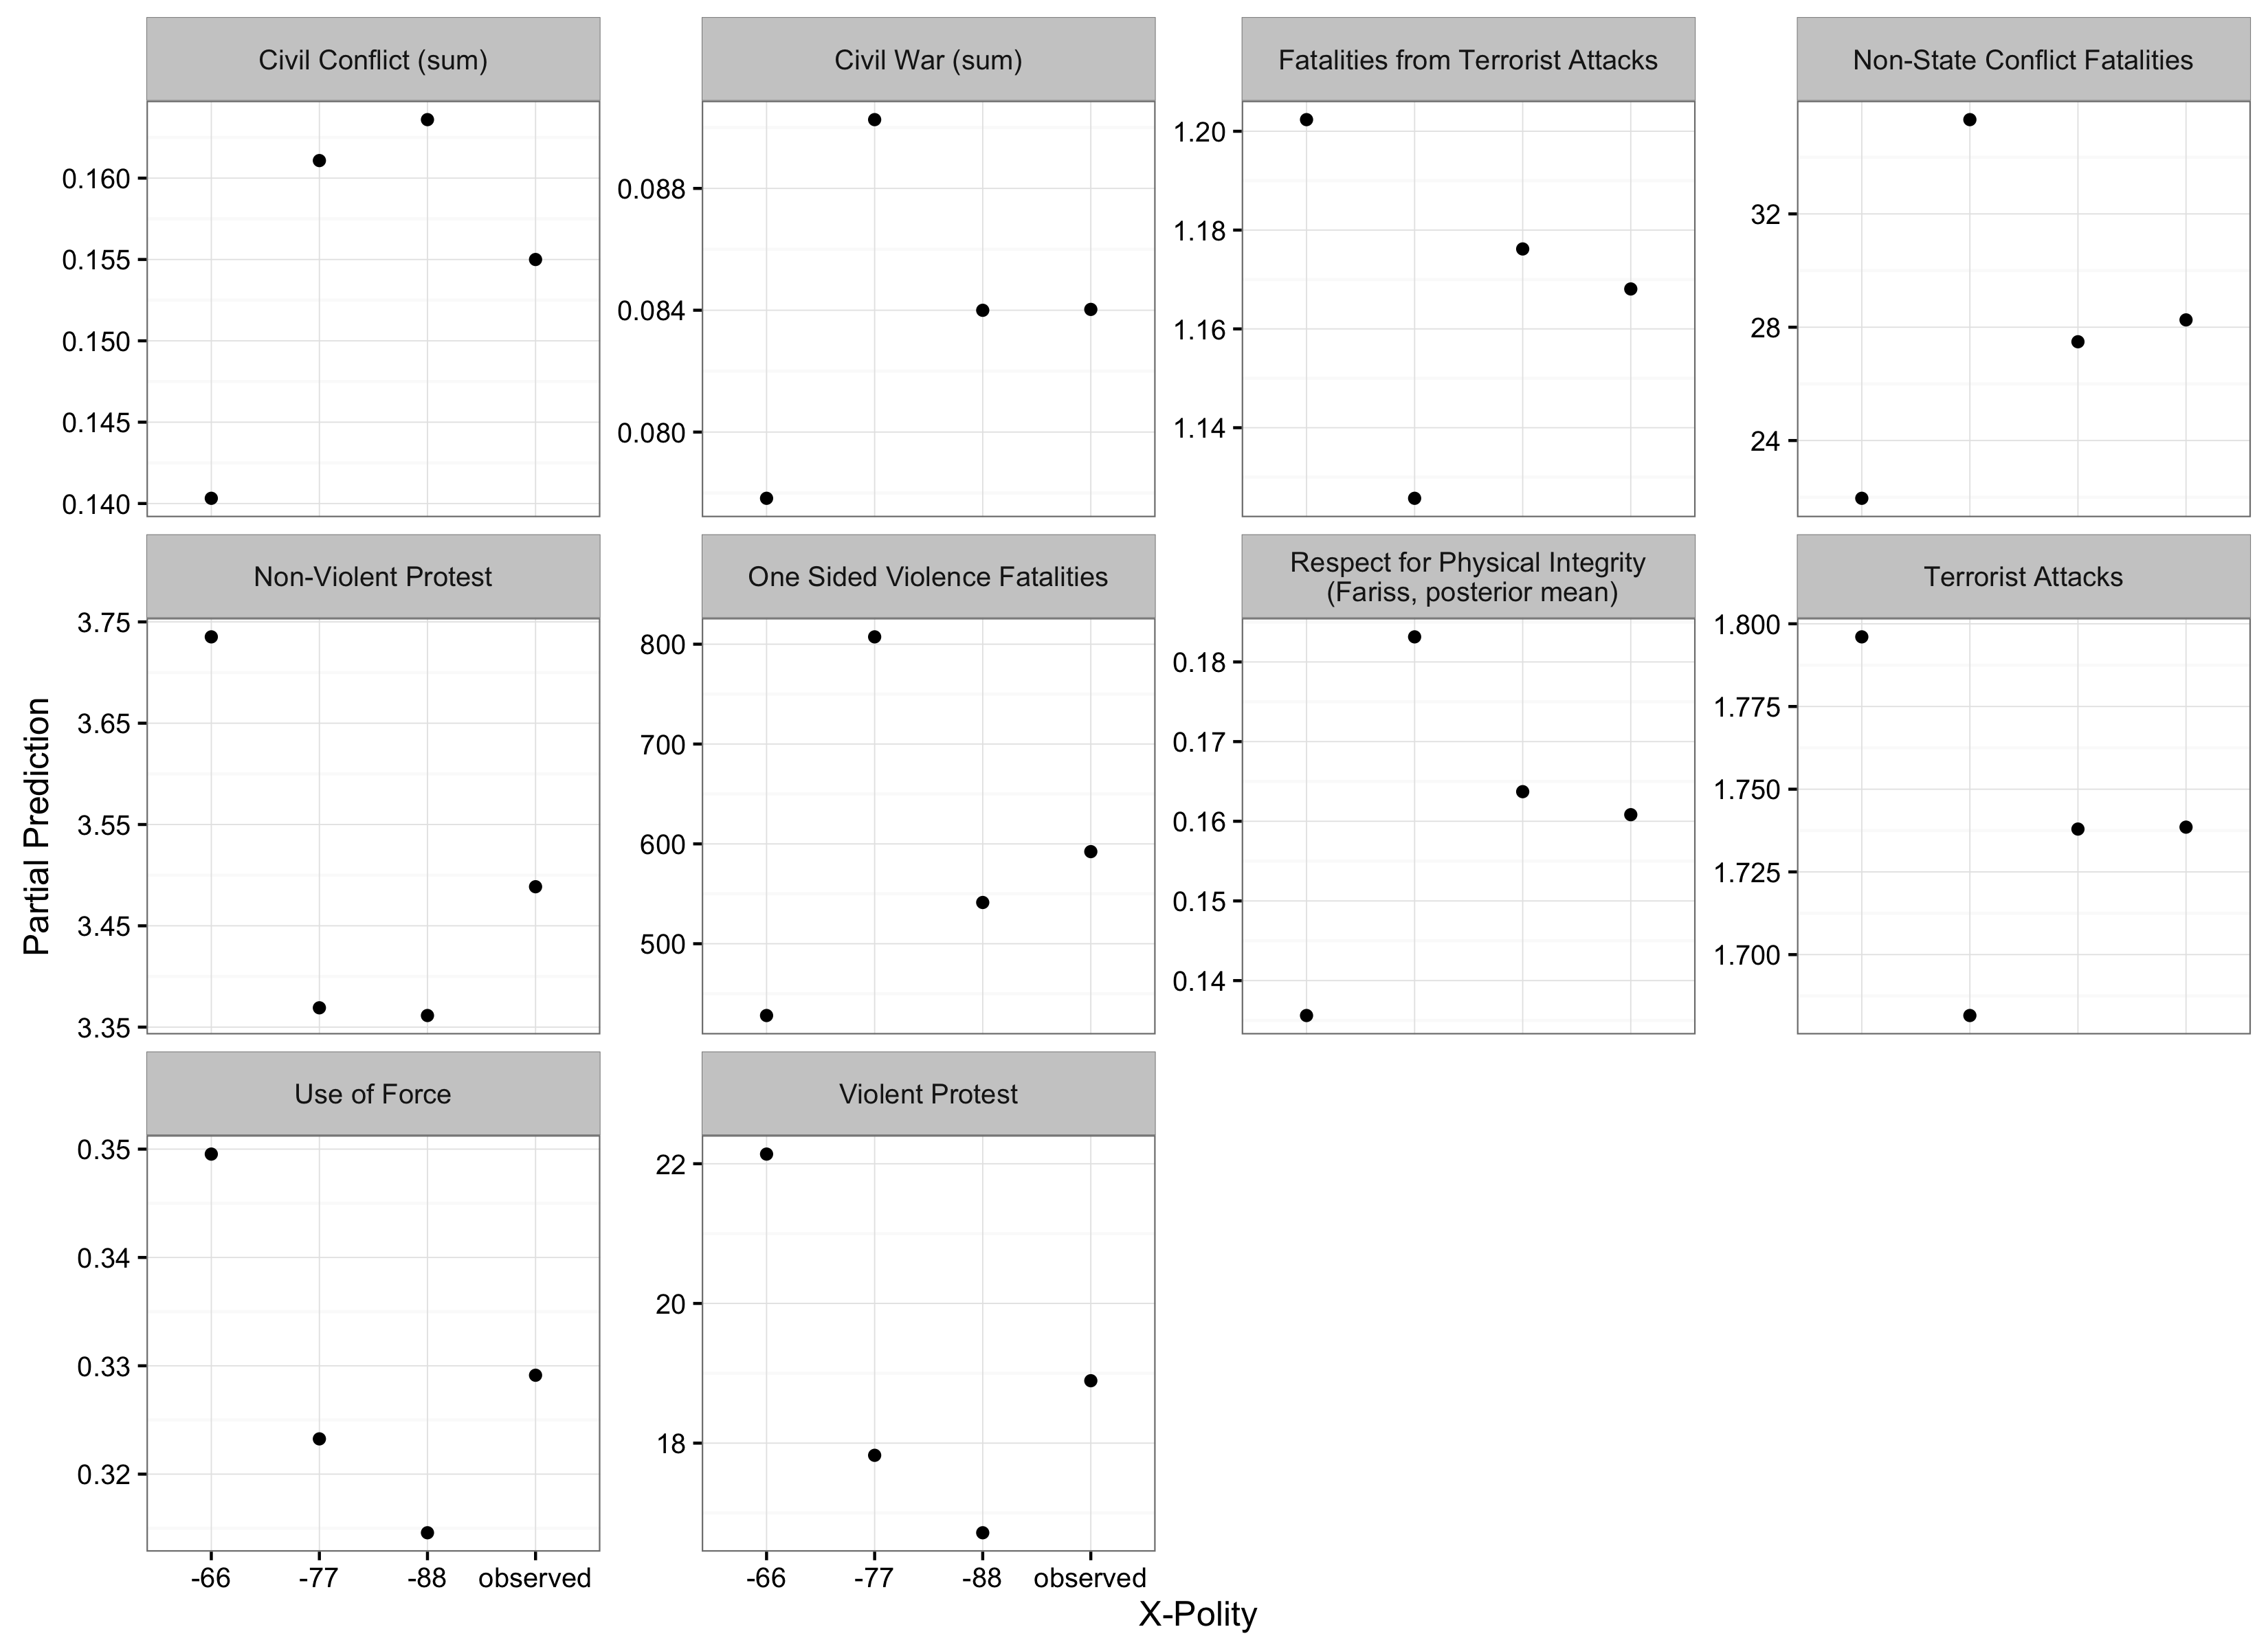 Civil Conflict (sum)
Civil War (sum)
Fatalities from Terrorist Attacks
Non-State Conflict Fatalities
0.160
0.155
0.150
0.145
0.140
0.088
0.084
0.080
1.20
1.18
1.16
1.14
32
28
24
Non-Violent Protest
One Sided Violence Fatalities
Respect for Physical Integrity
(Fariss, posterior mean)
Terrorist Attacks
Partial Prediction
3.75
3.65
3.55
3.45
3.35
800
700
600
500
0.18
0.17
0.16
0.15
0.14
1.800
1.775
1.750
1.725
1.700
Use of Force
Violent Protest
0.35
0.34
0.33
0.32
22
20
18
-66 -77 -88 observed
-66 -77 -88 observed
X-Polity